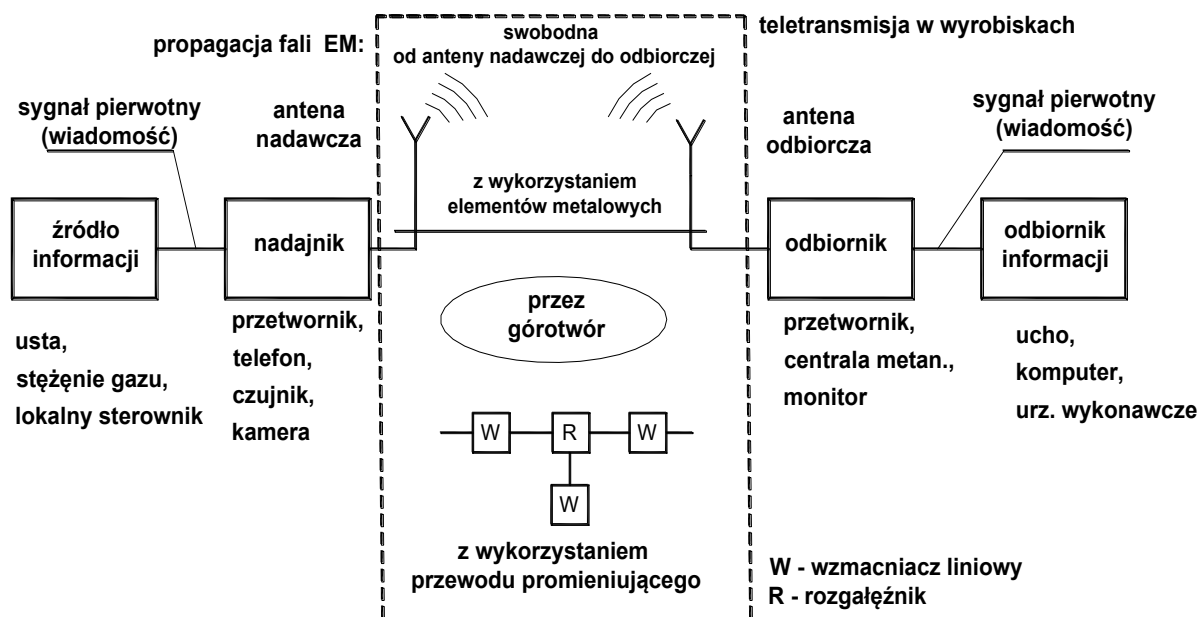 propagacja fali EM:
swobodna
od anteny nadawczej do odbiorczej
teletransmisja w wyrobiskach
sygnał pierwotny
(wiadomość)
antena
nadawcza
antena
odbiorcza
sygnał pierwotny
(wiadomość)
z wykorzystaniem
elementów metalowych
źródło
informacji
nadajnik
odbiornik
odbiornik
informacji
przez
górotwór
usta,
stężęnie gazu,
lokalny sterownik
przetwornik,
telefon,
czujnik,
kamera
przetwornik,
centrala metan.,
monitor
ucho,
komputer,
urz. wykonawcze
W
R
W
W
z wykorzystaniem
przewodu promieniującego
W - wzmacniacz liniowy
R - rozgałęźnik